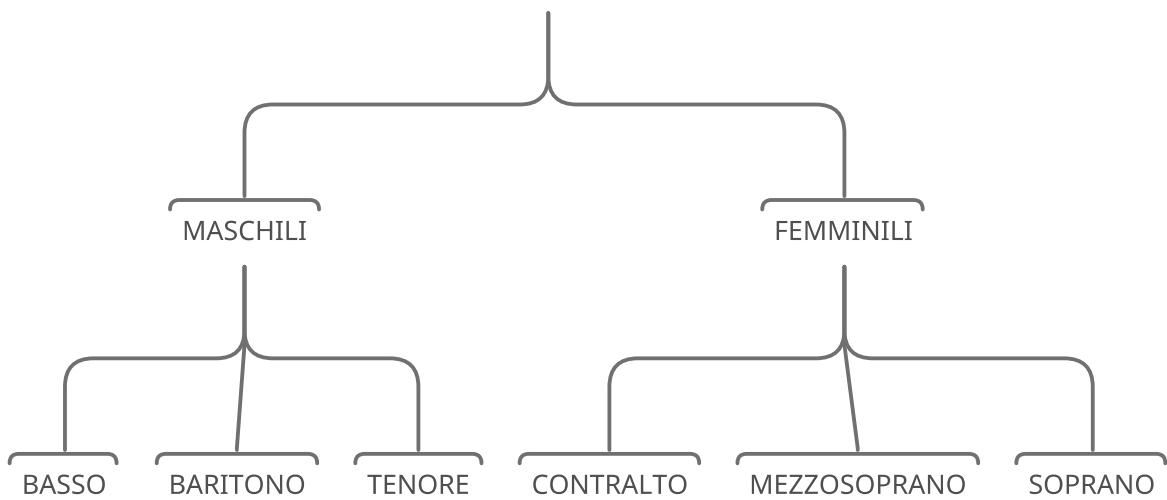 MASCHILI
FEMMINILI
BASSO
BARITONO
TENORE
CONTRALTO
MEZZOSOPRANO
SOPRANO